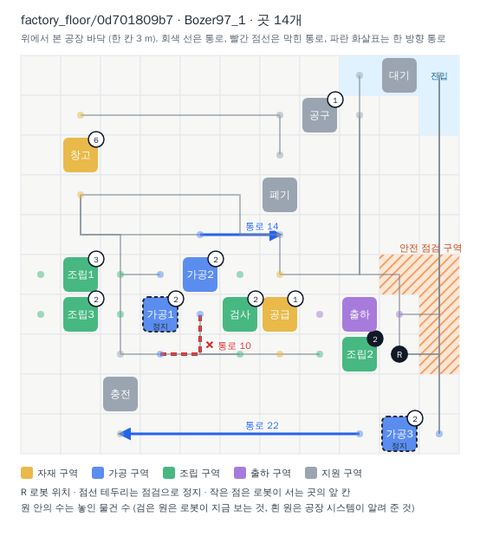 factory_floor/0d701809b7 · Bozer97_1 · 곳 14개
위에서 본 공장 바닥 (한 칸 3 m). 회색 선은 통로, 빨간 점선은 막힌 통로, 파란 화살표는 한 방향 통로
대기
전립
공구 1
창고 6
폐기
통로 14
안전 점검 구역
조립1 3
가공2 2
조립3 2
가공1 2
정지
검사 2
공급 1
출하
조립2 2
R
✖ 통로 10
충전
통로 22
가공3 2
정지
자재 구역 가공 구역 조립 구역 출하 구역 지원 구역
R 로봇 위치 · 점선 테두리는 점검으로 정지 · 작은 점은 로봇이 서는 곳의 앞 칸
원 안의 수는 놓인 물건 수 (검은 원은 로봇이 지금 보는 것, 흰 원은 공장 시스템이 알려 준 것)